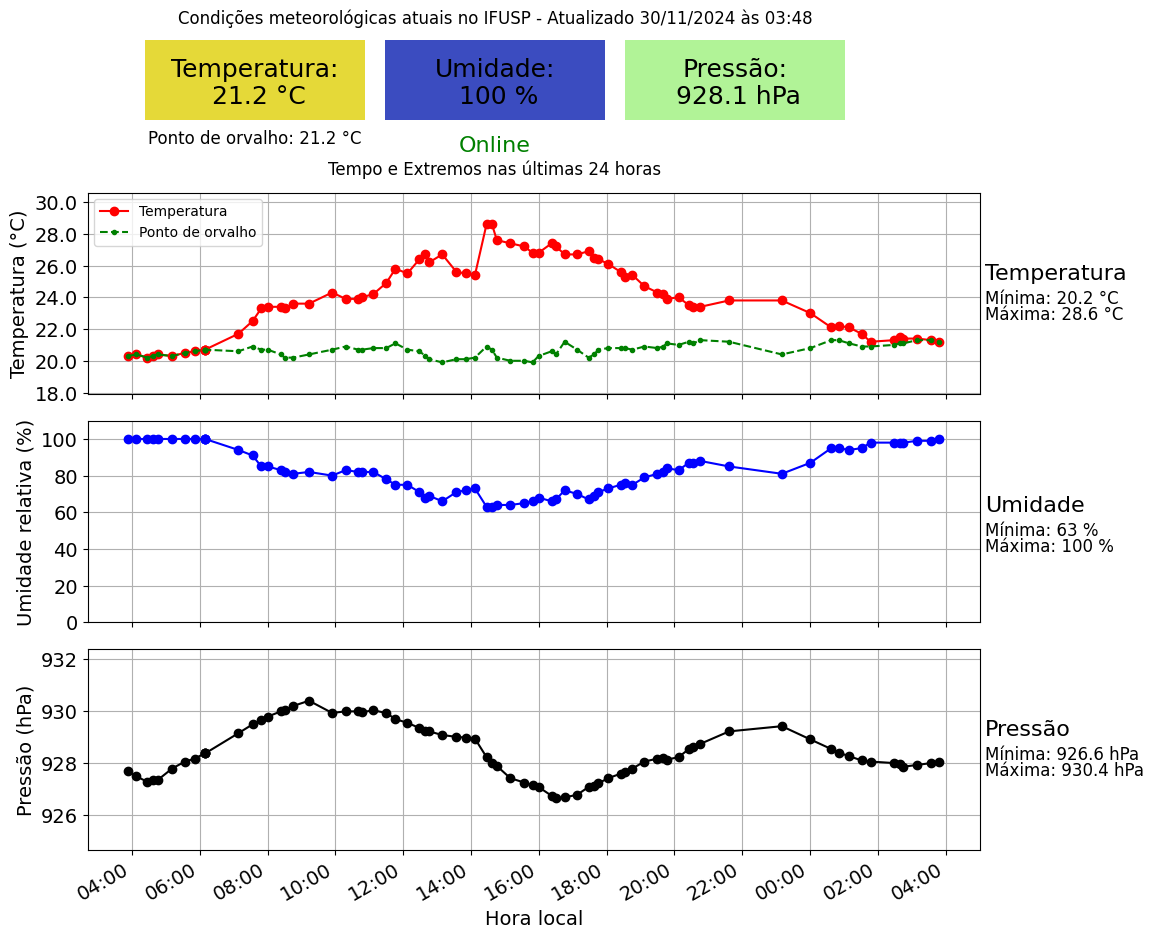 Condições meteorológicas atuais no IFUSP - Atualizado 30/11/2024 às 03:48
Temperatura:
21.2 °C
Umidade:
100 %
Pressão:
928.1 hPa
Ponto de orvalho: 21.2 °C
Online
Tempo e Extremos nas últimas 24 horas
Temperatura (°C)
30.0
28.0
26.0
24.0
22.0
20.0
18.0
Temperatura
Ponto de orvalho
Temperatura
Mínima: 20.2 °C
Máxima: 28.6 °C
Umidade relativa (%)
100
80
60
40
20
0
Umidade
Mínima: 63 %
Máxima: 100 %
Pressão (hPa)
932
930
928
926
Pressão
Mínima: 926.6 hPa
Máxima: 930.4 hPa
04:00 06:00 08:00 10:00 12:00 14:00 16:00 18:00 20:00 22:00 00:00 02:00 04:00
Hora local